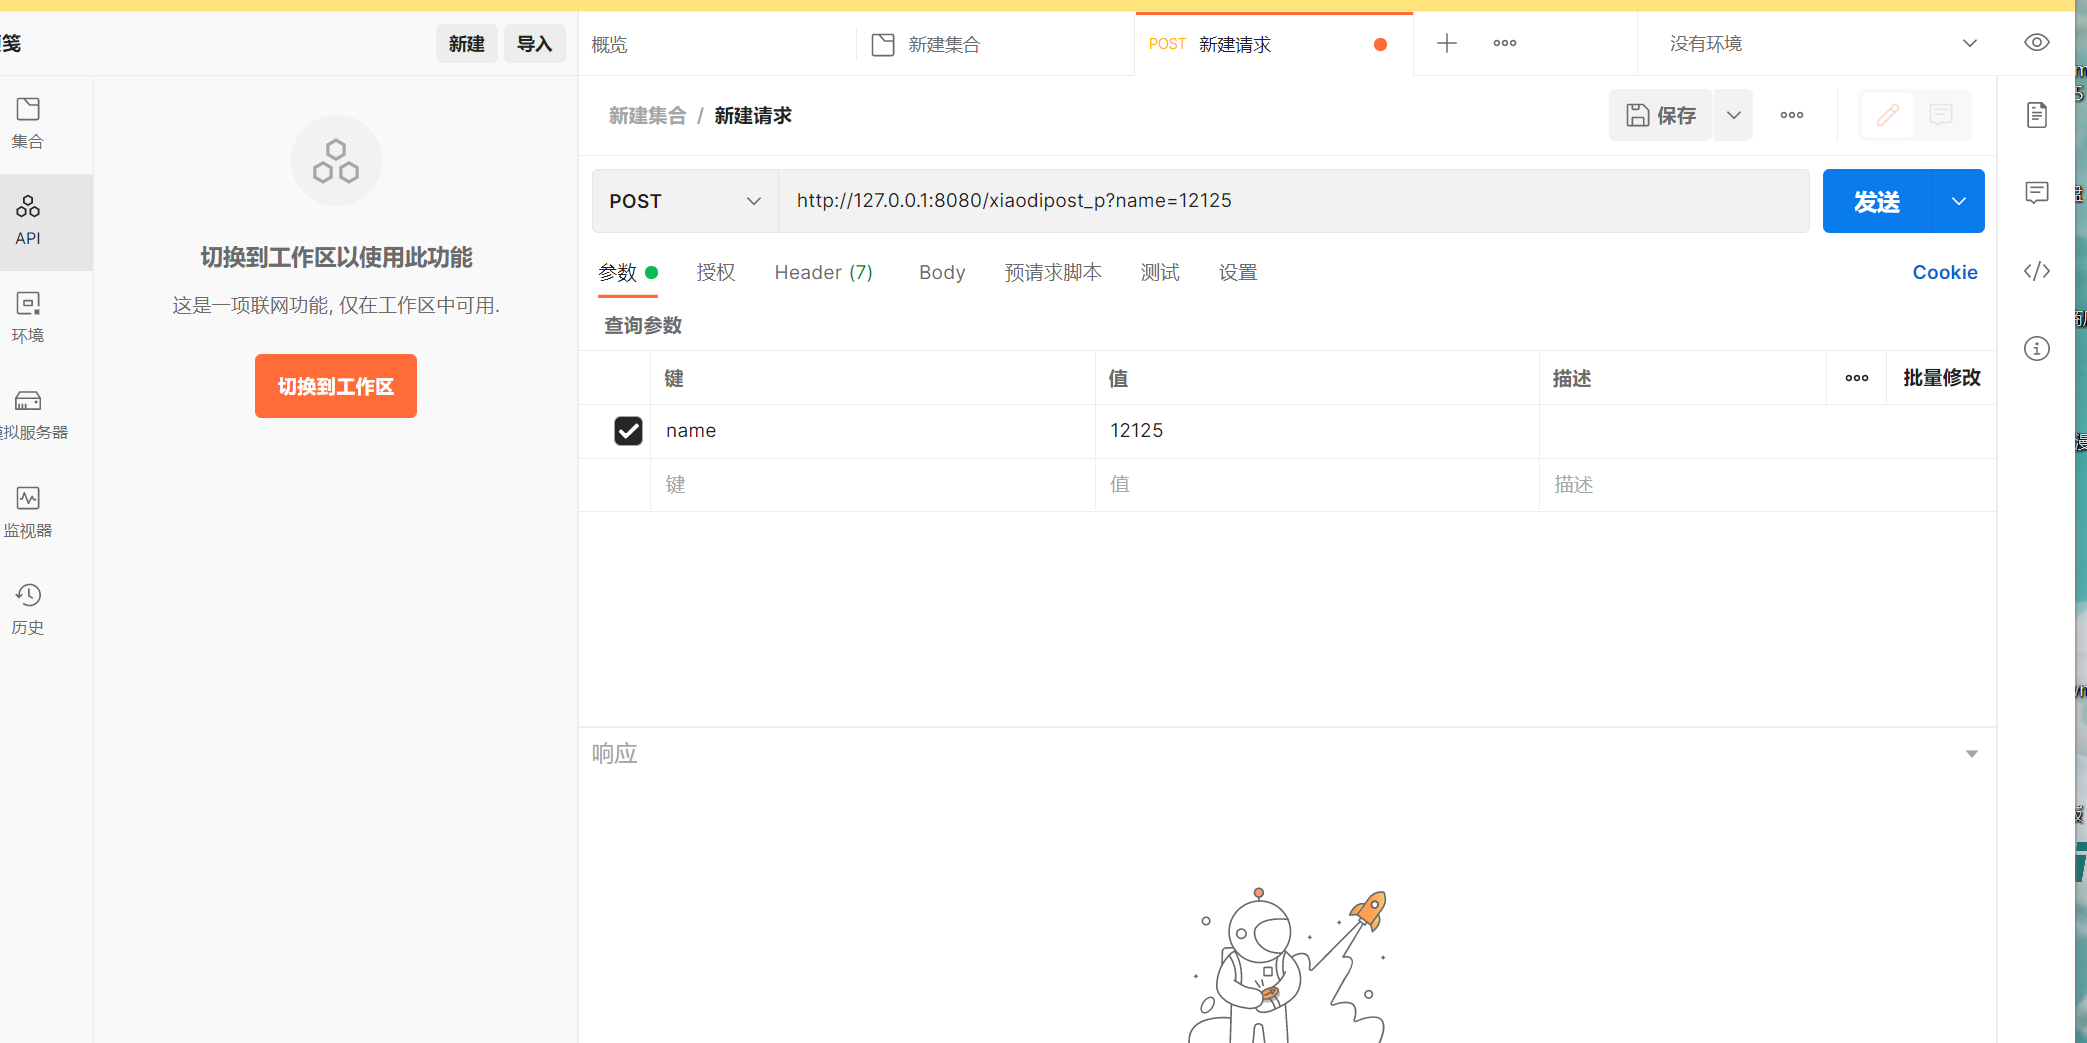 笺
新建 导入
概览
新建集合
POST 新建请求
没有环境
集合
API
环境
拟服务器
监视器
历史
切换到工作区以使用此功能
这是一项联网功能, 仅在工作区中可用.
切换到工作区
新建集合 / 新建请求
保存
POST
http://127.0.0.1:8080/xiaodipost_p?name=12125
发送
参数 授权 Header (7) Body 预请求脚本 测试 设置
Cookie
查询参数
键 值 描述 批量修改
name 12125
键 值 描述
响应